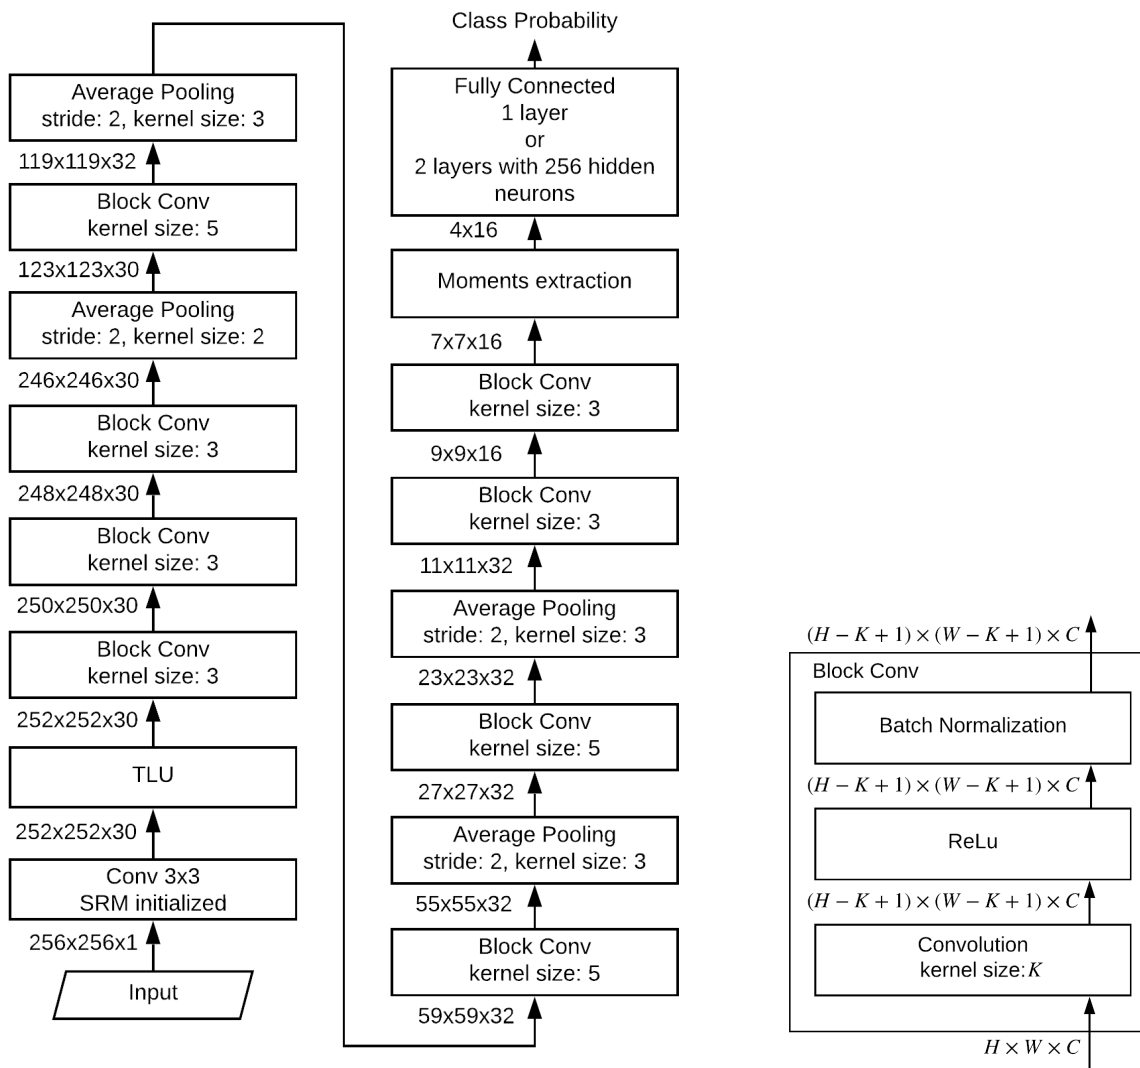 Class Probability
Average Pooling
stride: 2, kernel size: 3
119x119x32
Block Conv
kernel size: 5
123x123x30
Average Pooling
stride: 2, kernel size: 2
246x246x30
Block Conv
kernel size: 3
248x248x30
Block Conv
kernel size: 3
250x250x30
Block Conv
kernel size: 3
252x252x30
TLU
252x252x30
Conv 3x3
SRM initialized
256x256x1
Input
Fully Connected
1 layer
or
2 layers with 256 hidden
neurons
4x16
Moments extraction
7x7x16
Block Conv
kernel size: 3
9x9x16
Block Conv
kernel size: 3
11x11x32
Average Pooling
stride: 2, kernel size: 3
23x23x32
Block Conv
kernel size: 5
27x27x32
Average Pooling
stride: 2, kernel size: 3
55x55x32
Block Conv
kernel size: 5
59x59x32
(H − K + 1) × (W − K + 1) × C
Block Conv
Batch Normalization
(H − K + 1) × (W − K + 1) × C
ReLu
(H − K + 1) × (W − K + 1) × C
Convolution
kernel size: K
H × W × C